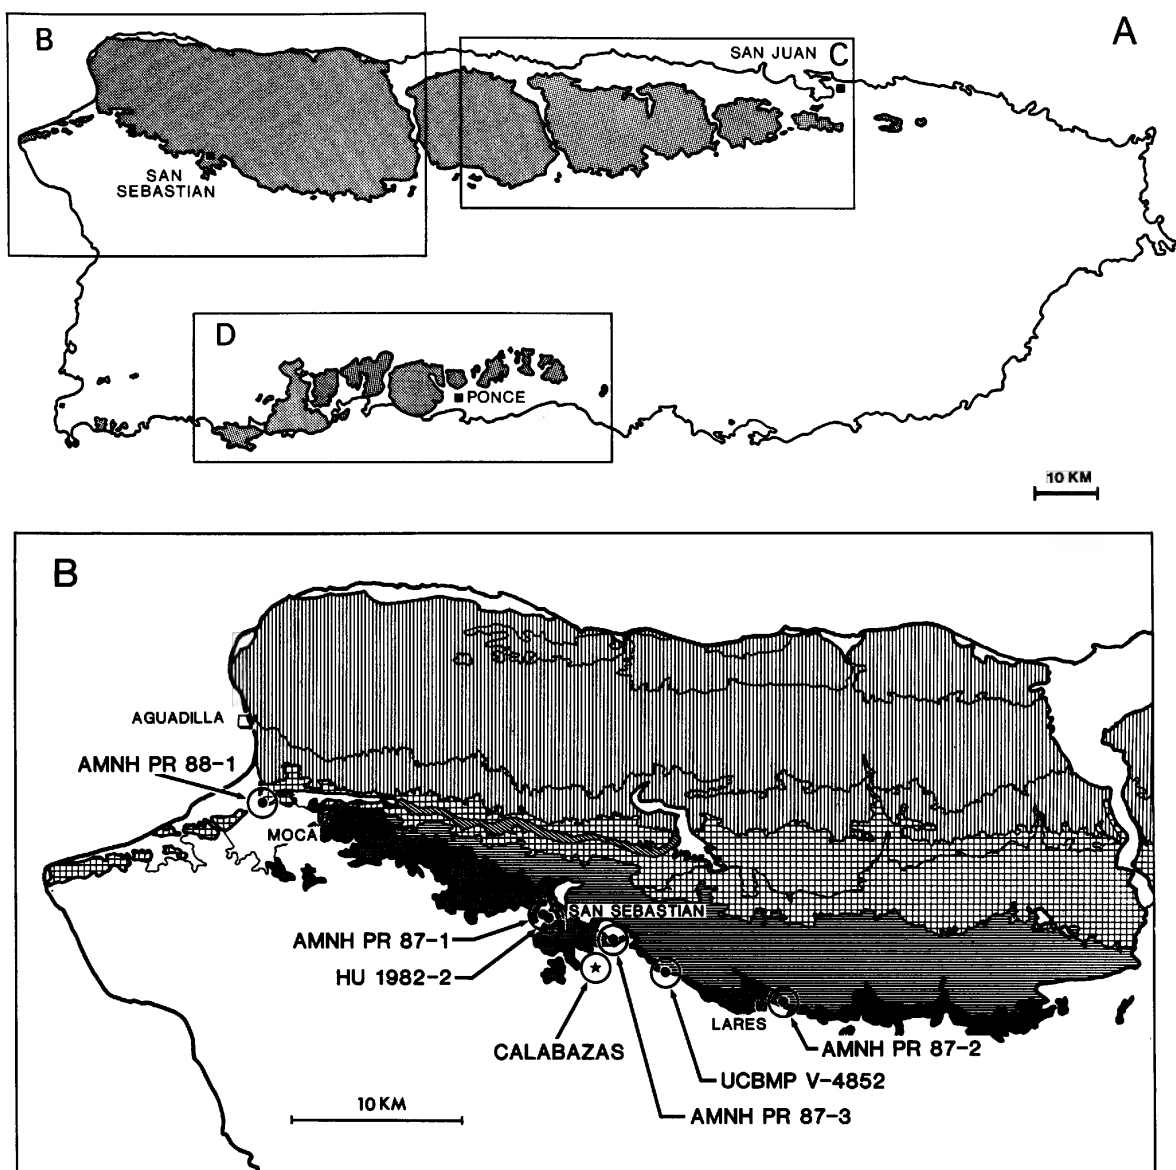 B
A
SAN JUAN
C
SAN
SEBASTIAN
D
PONCE
10 KM
B
AGUADILLA
AMNH PR 88-1
MOCA
SAN SEBASTIAN
AMNH PR 87-1
HU 1982-2
LARES
CALABAZAS
AMNH PR 87-2
UCBMP V-4852
AMNH PR 87-3
10 KM